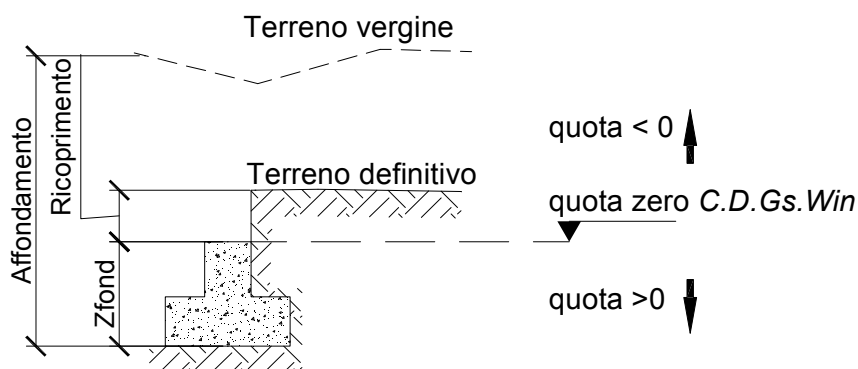 Terreno vergine
Affondamento
Ricoprimento
quota < 0
Terreno definitivo
quota zero C.D.Gs.Win
Zfond
quota >0